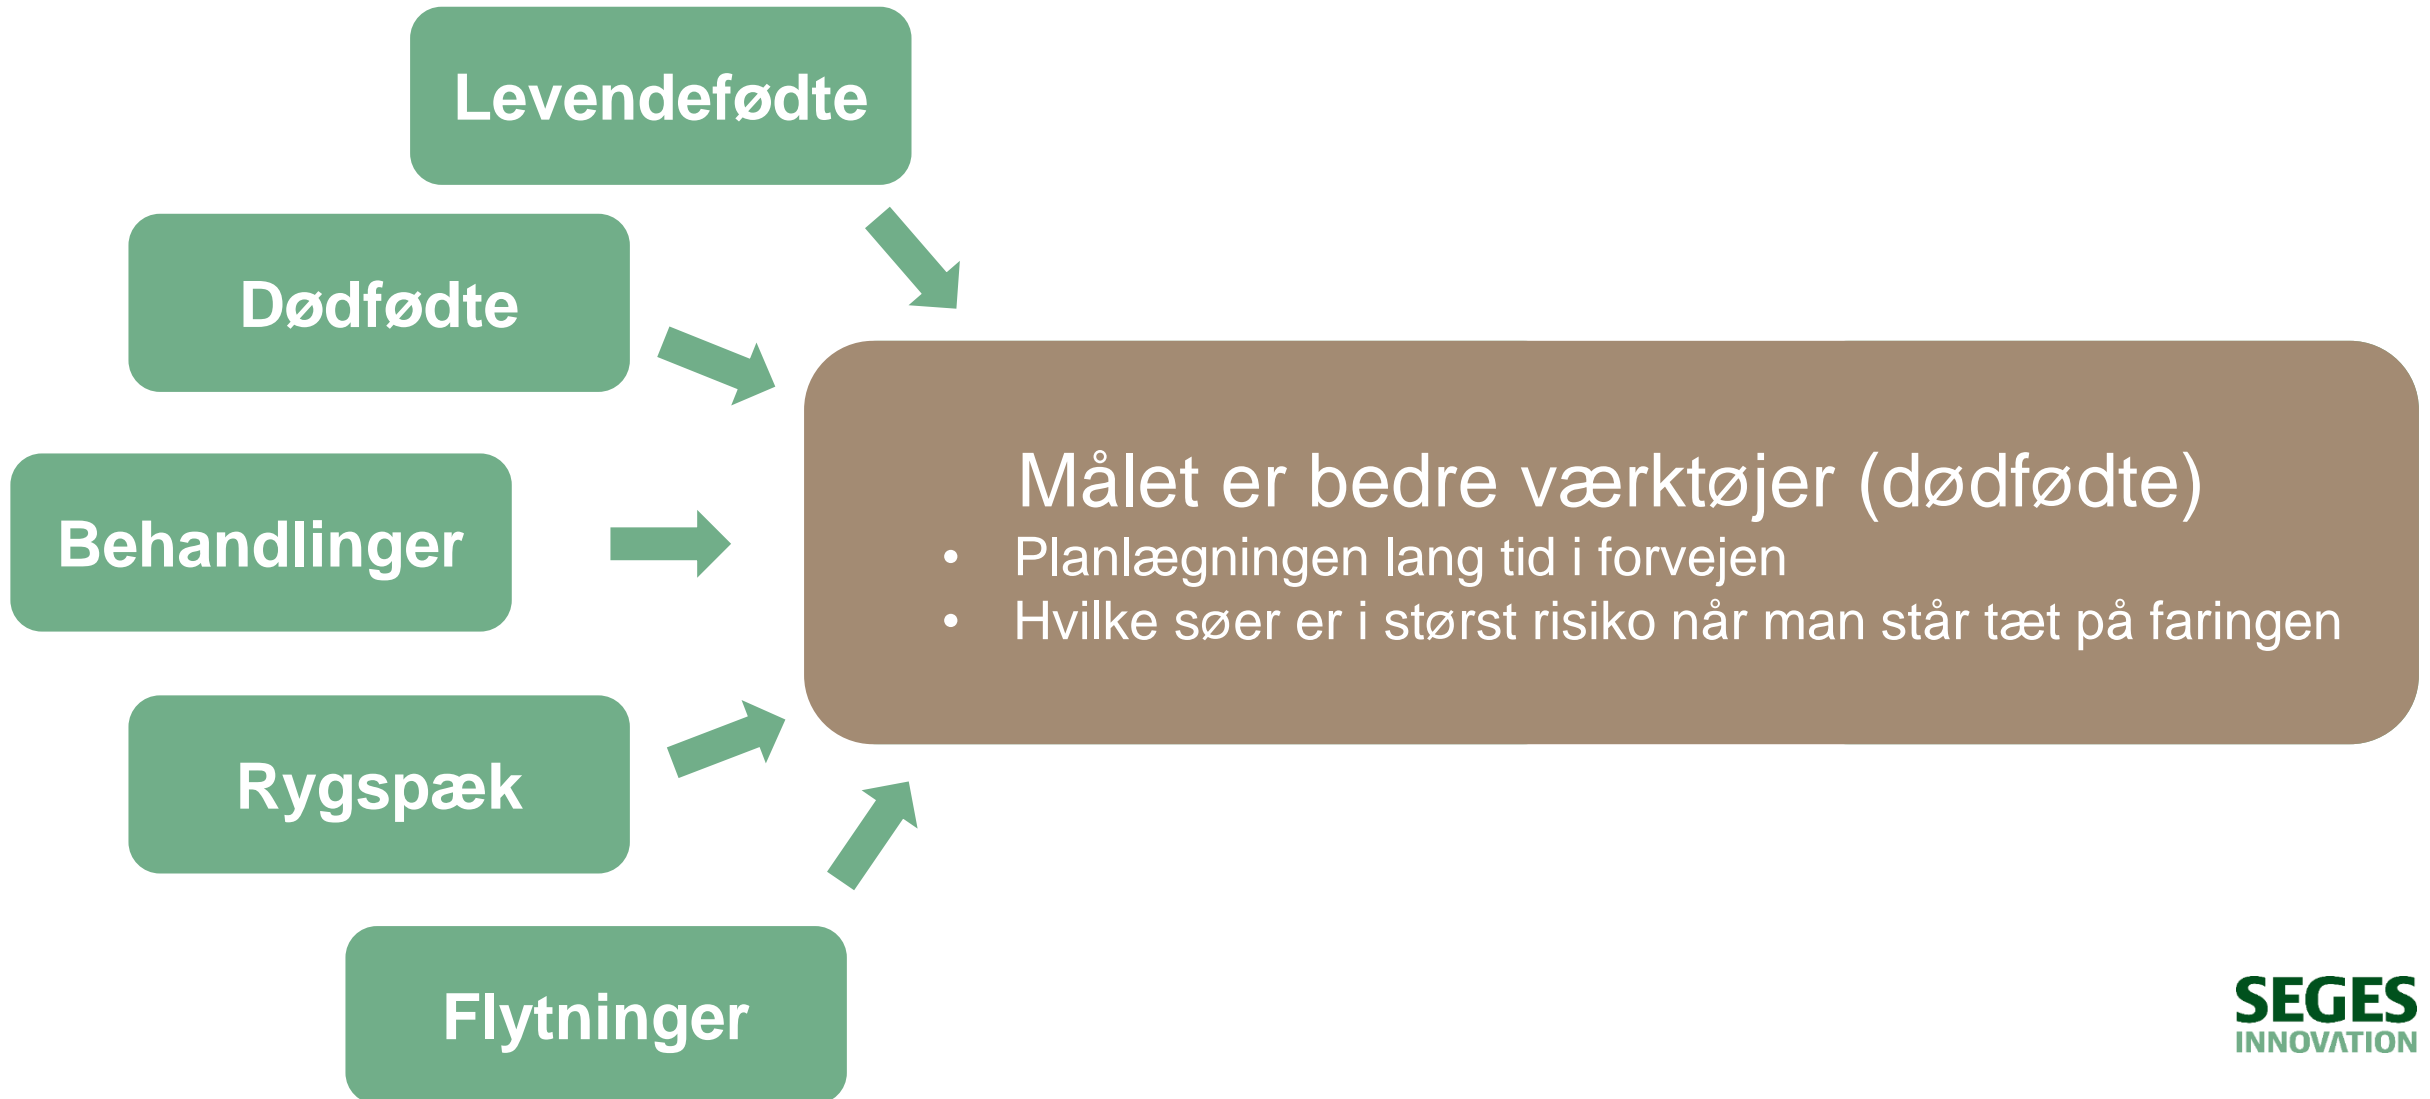 Levendefødte
Dødfødte
Behandlinger
Rygspæk
Flytninger
Målet er bedre værktøjer (dødfødte)
• Planlægningen lang tid i forvejen
• Hvilke søer er i størst risiko når man står tæt på faringen
SEGES
INNOVATION